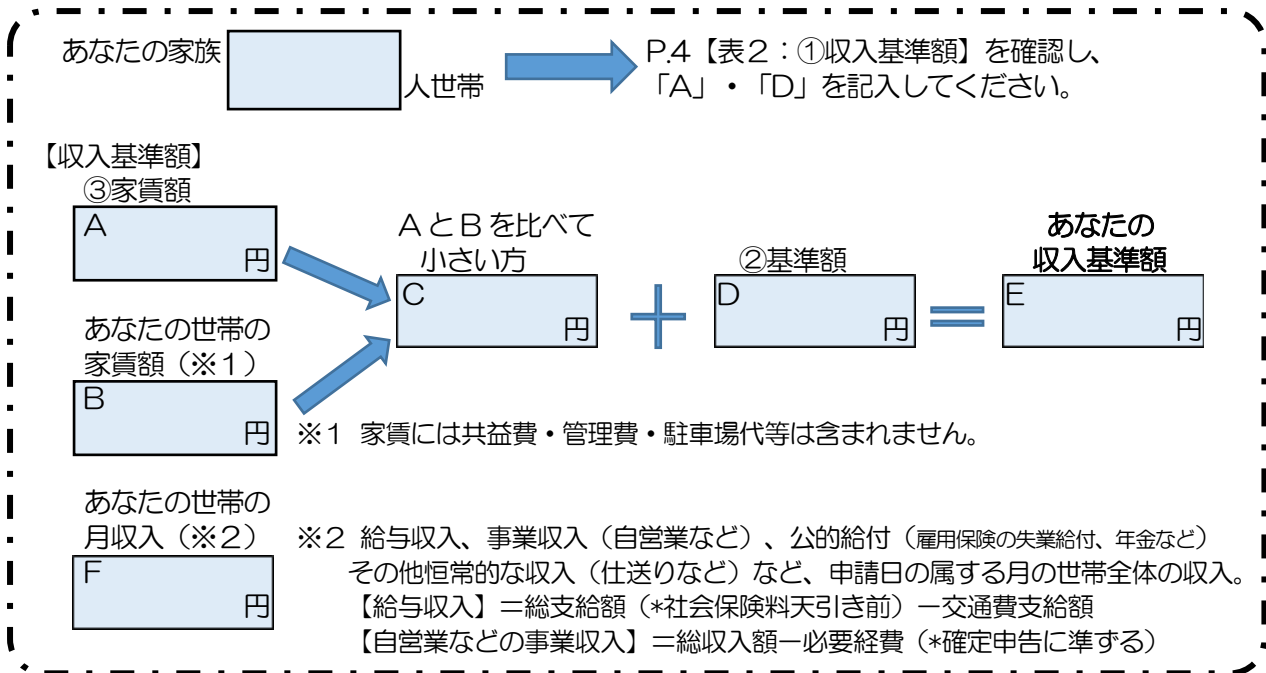 あなたの家族
人世帯
P.4【表2:①収入基準額】を確認し、
「A」・「D」を記入してください。
【収入基準額】
③家賃額
A
円
あなたの世帯の
家賃額(※1)
B
円
AとBを比べて
小さい方
C
円
②基準額
D
円
あなたの
収入基準額
E
円
※1 家賃には共益費・管理費・駐車場代等は含まれません。
あなたの世帯の
月収入(※2)
F
円
※2 給与収入、事業収入(自営業など)、公的給付(雇用保険の失業給付、年金など)
その他恒常的な収入(仕送りなど)など、申請日の属する月の世帯全体の収入。
【給与収入】=総支給額(*社会保険料天引き前)-交通費支給額
【自営業などの事業収入】=総収入額-必要経費(*確定申告に準ずる)